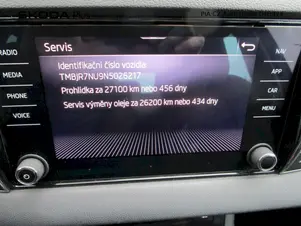 ŠKODA
Servis
Identifikační číslo vozidla:
TMBJR7NU9N5026217
Prohlídka za 27100 km nebo 456 dny
Servis výměny oleje za 26200 km nebo 434 dny
RADIO
MEDIA
PHONE
VOICE
NAV
APP
CAR
MENU